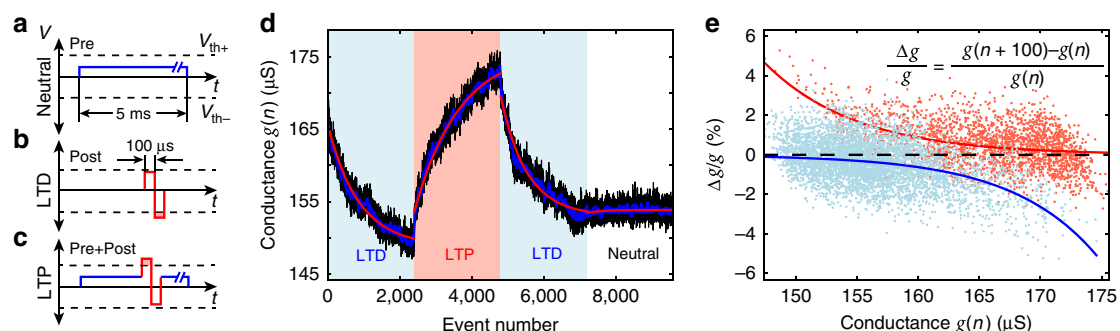 a
V
Pre
V_th+
Neutral
t
5 ms
V_th–
b
Post
100 μs
LTD
t
c
Pre+Post
LTP
t
d
175
165
155
145
Conductance g(n) (μS)
LTD
LTP
LTD
Neutral
0
2,000
4,000
6,000
8,000
Event number
e
6
4
2
0
–2
–4
–6
Δg/g (%)
Δg/g = g(n + 100)–g(n)/g(n)
150
155
160
165
170
175
Conductance g(n) (μS)